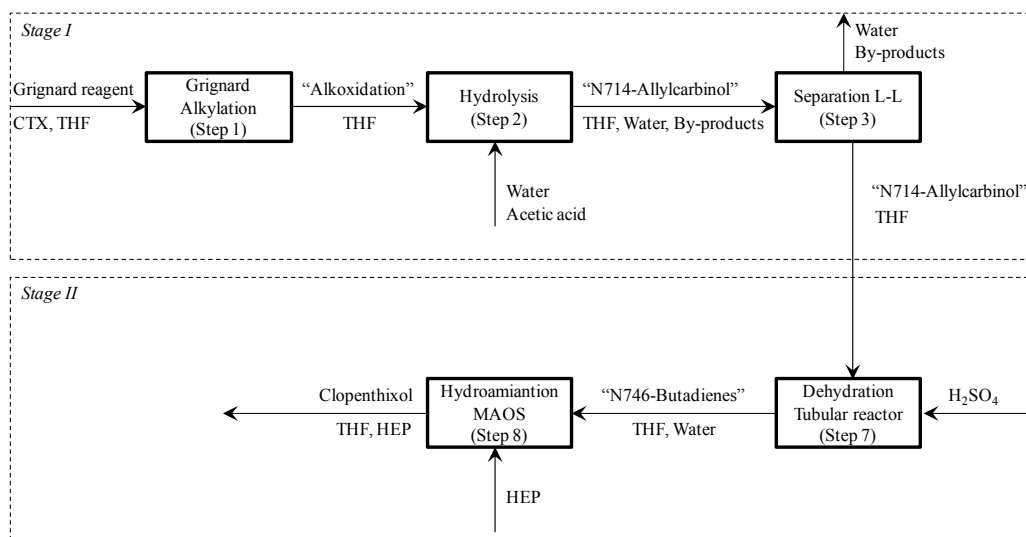 Stage I
Water
By-products
Grignard reagent
CTX, THF
Grignard
Alkylation
(Step 1)
“Alkoxidation”
THF
Hydrolysis
(Step 2)
“N714-Allylcarbinol”
THF, Water, By-products
Separation L-L
(Step 3)
Water
Acetic acid
“N714-Allylcarbinol”
THF
Stage II
Clopenthixol
THF, HEP
Hydroamiantion
MAOS
(Step 8)
“N746-Butadienes”
THF, Water
Dehydration
Tubular reactor
(Step 7)
H₂SO₄
HEP